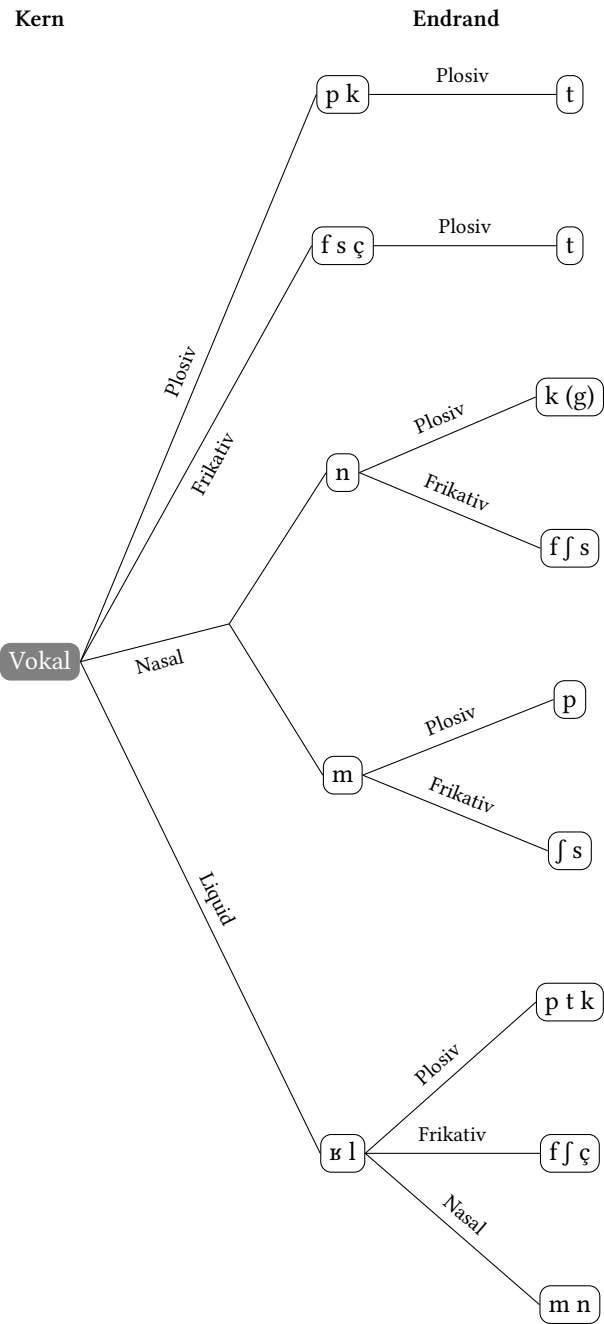 Kern Endrand
Plosiv
p k t
Plosiv
f s ç t
Plosiv
Frikativ
k (g)
Plosiv
n
Frikativ
f ʃ s
Vokal
Nasal
p
Plosiv
m
Frikativ
ʃ s
Liquid
p t k
Plosiv
Frikativ
ʁ l f ʃ ç
Nasal
m n